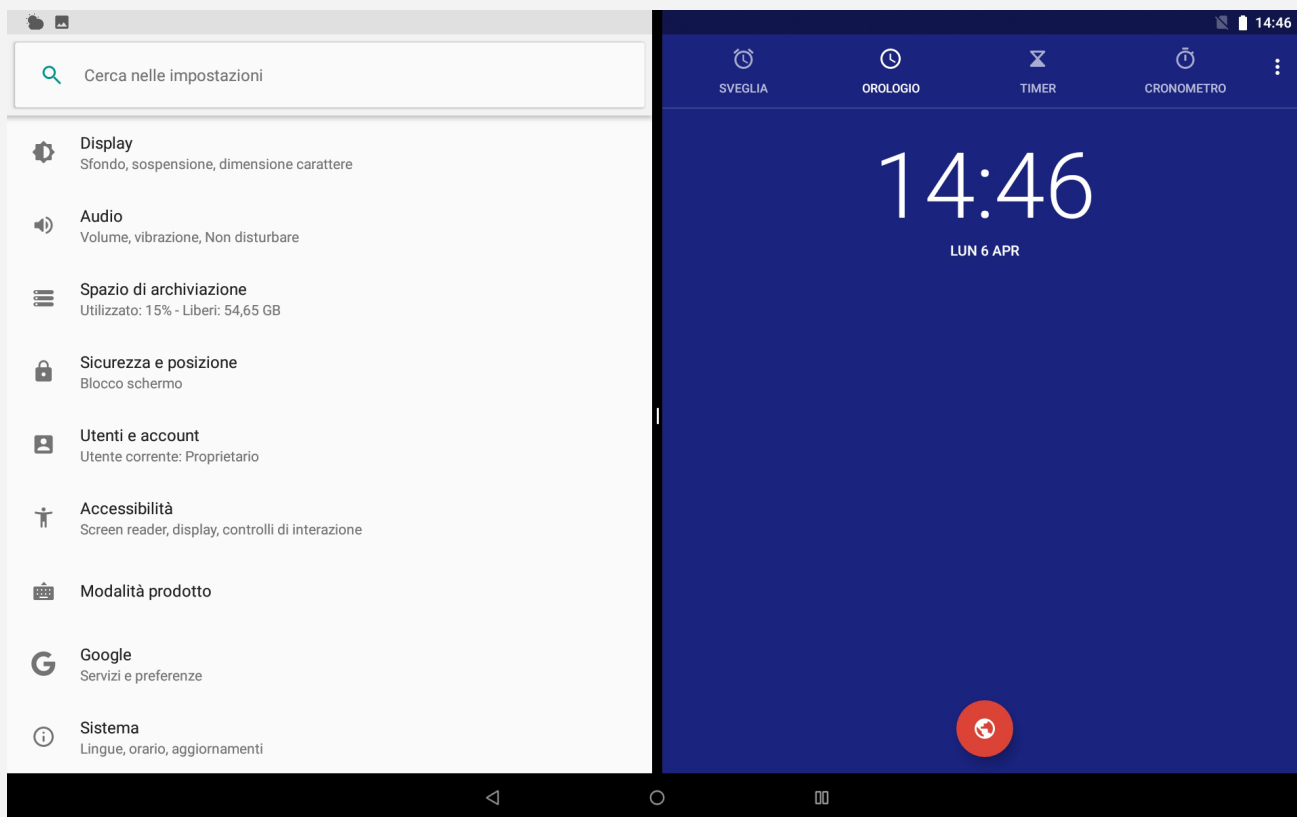 Cerca nelle impostazioni
Display
Sfondo, sospensione, dimensione carattere
Audio
Volume, vibrazione, Non disturbare
Spazio di archiviazione
Utilizzato: 15% - Liberi: 54,65 GB
Sicurezza e posizione
Blocco schermo
Utenti e account
Utente corrente: Proprietario
Accessibilità
Screen reader, display, controlli di interazione
Modalità prodotto
Google
Servizi e preferenze
Sistema
Lingue, orario, aggiornamenti
14:46
SVEGLIA
OROLOGIO
TIMER
CRONOMETRO
14:46
LUN 6 APR